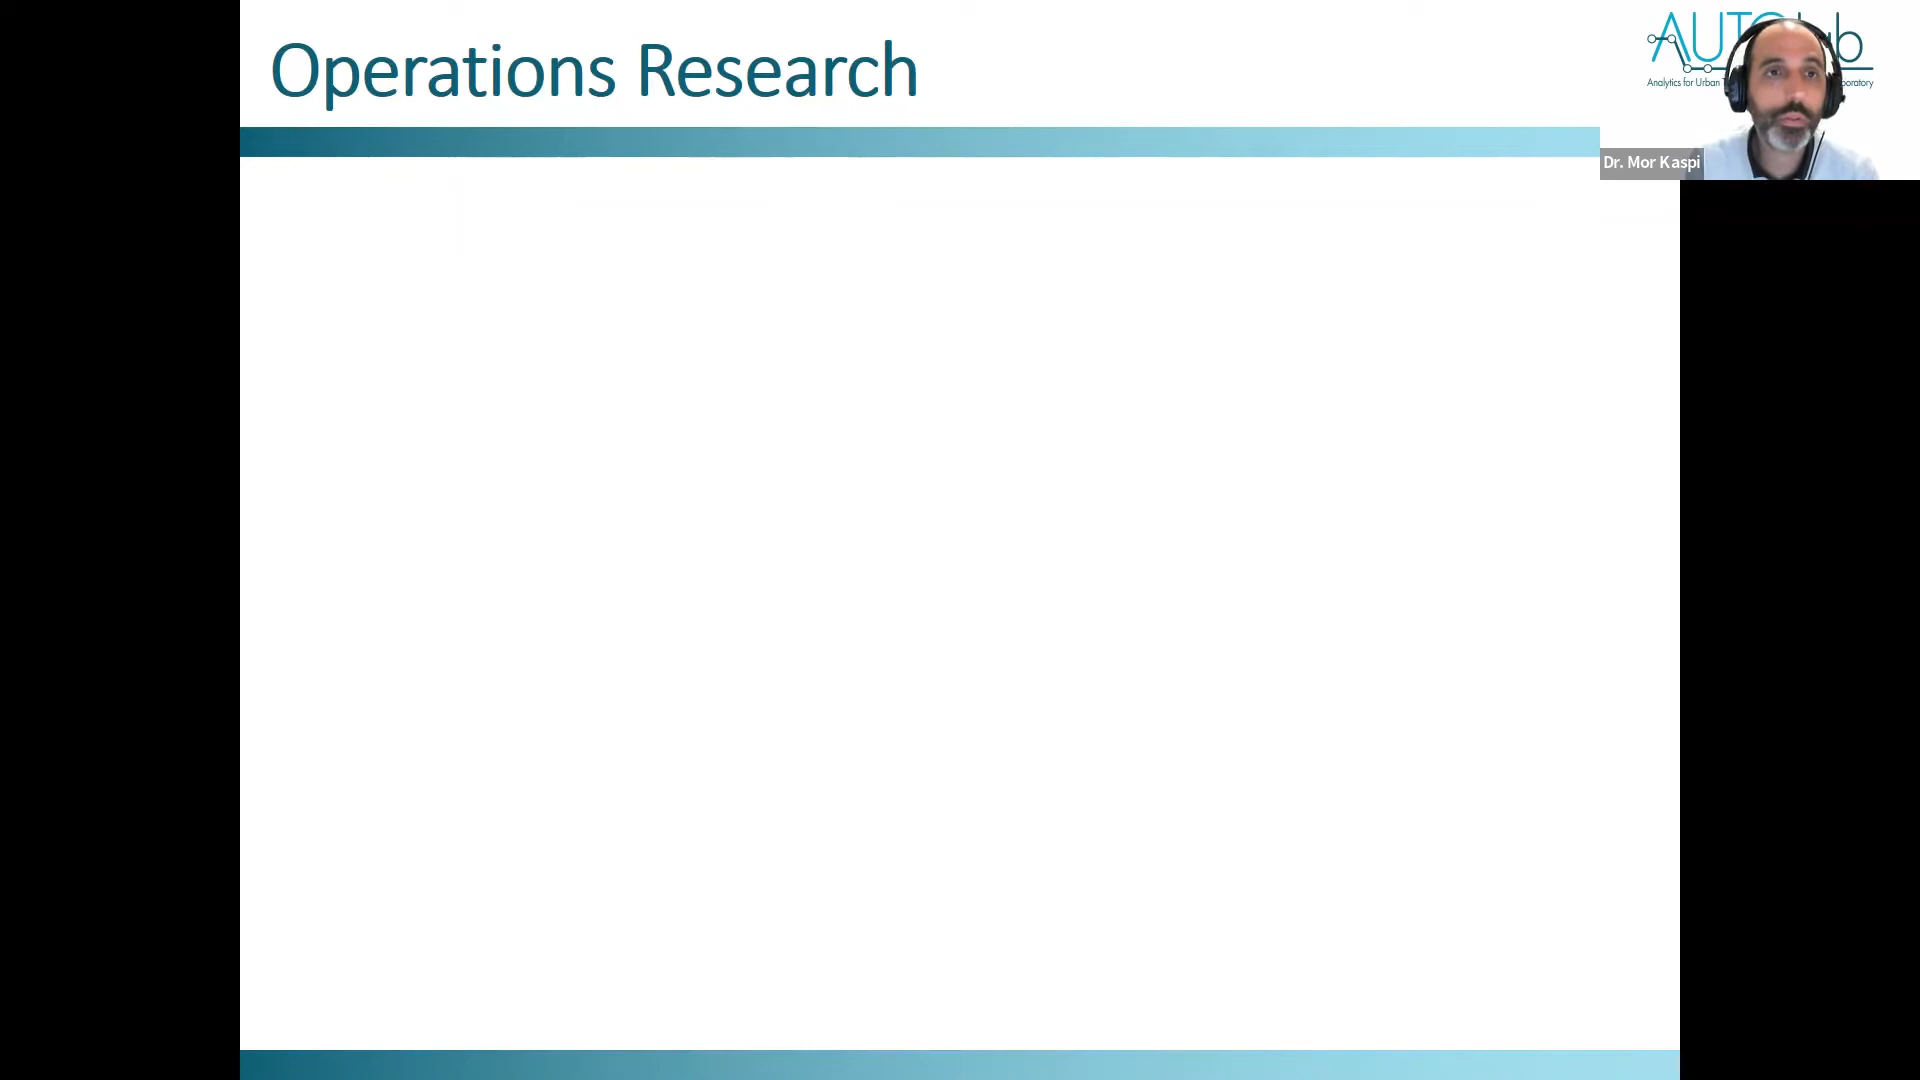 Operations Research
Analytics for Urban
Dr. Mor Kaspi